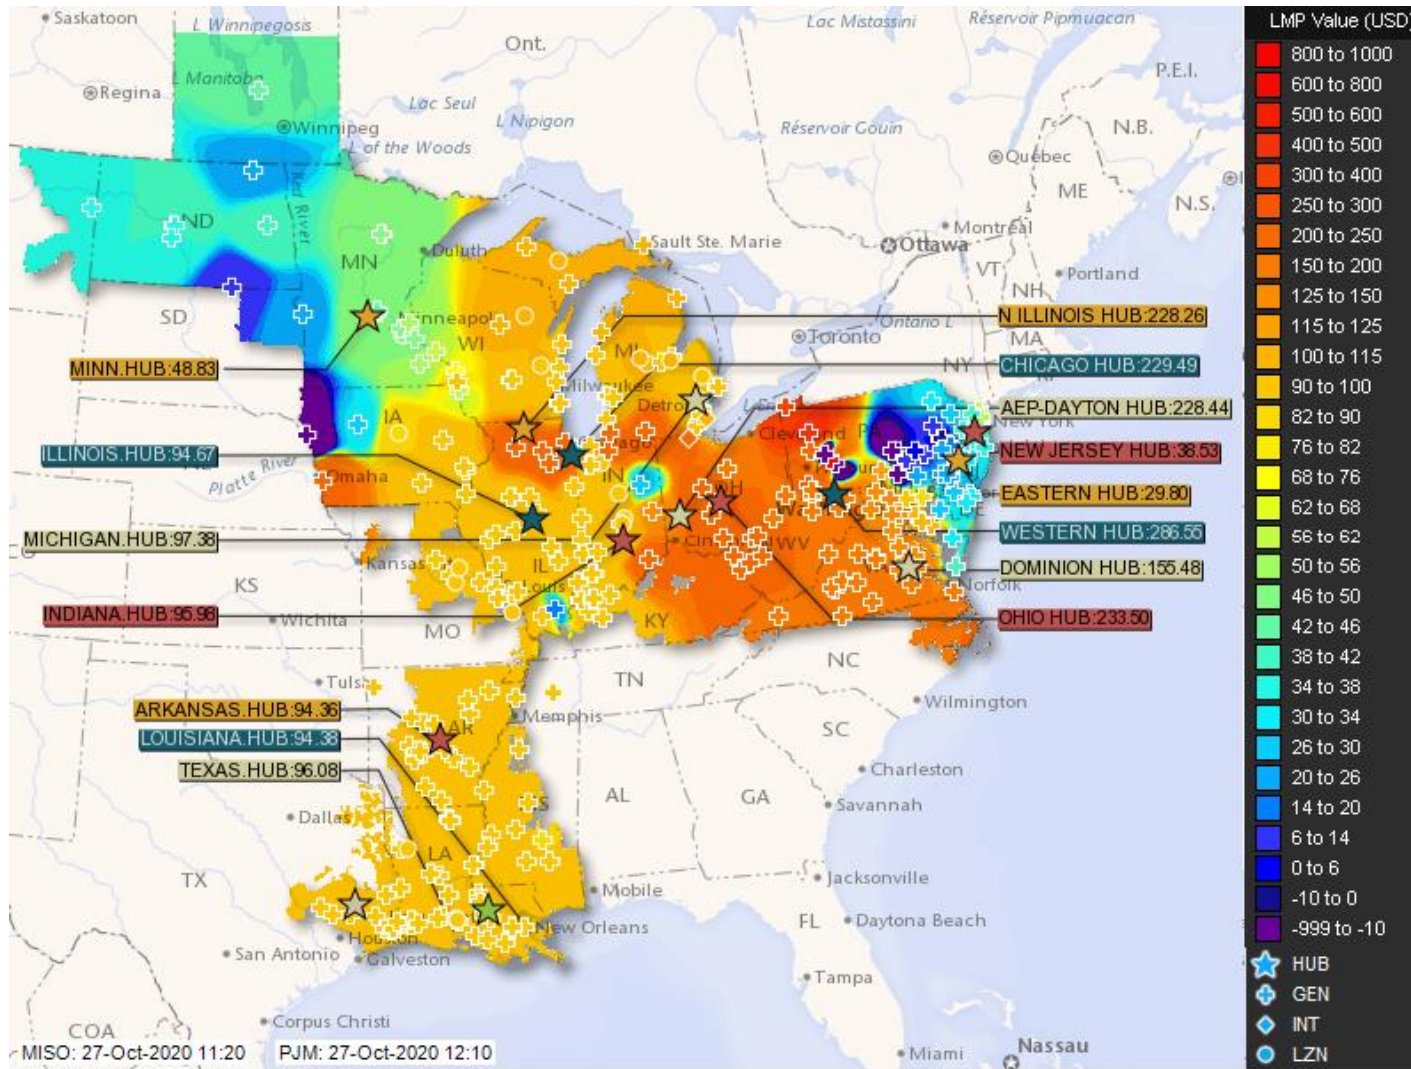 Saskatoon
L Winnipegosis
Lac Mistassini
Réservoir Pipmuacan
Ont.
L Manitoba
Regina
Lac Seul
L Nipigon
Réservoir Gouin
P.E.I.
N.B.
Winnipeg
L of the Woods
Québec
ME
N.S.
ND
Red River
Duluth
Sault Ste. Marie
Montréal
Ottawa
MN
VT
Portland
NH
SD
Minneapol
WI
MI
Toronto
Ontario L
MA
NY
MINN.HUB:48.83
N ILLINOIS HUB:228.26
CHICAGO HUB:229.49
AEP-DAYTON HUB:228.44
NEW JERSEY HUB:38.53
EASTERN HUB:29.80
WESTERN HUB:286.55
DOMINION HUB:155.48
OHIO HUB:233.50
Milwaukee
Detro
IA
Cleveland
PA
New York
ILLINOIS.HUB:94.67
Platte River
Omaha
IN
MICHIGAN.HUB:97.38
Kansas
IL
Louis
WV
KS
INDIANA.HUB:95.98
Wichita
MO
KY
Norfolk
NC
TN
Tuls
ARKANSAS.HUB:94.36
LOUISIANA.HUB:94.38
TEXAS.HUB:96.08
AR
Memphis
Wilmington
SC
Charleston
AL
GA
Savannah
Dallas
MS
LA
TX
Jacksonville
Mobile
FL
Daytona Beach
New Orleans
Houston
San Antonio
Galveston
Tampa
Corpus Christi
COA
Miami
Nassau
MISO: 27-Oct-2020 11:20 PJM: 27-Oct-2020 12:10
LMP Value (USD)
800 to 1000
600 to 800
500 to 600
400 to 500
300 to 400
250 to 300
200 to 250
150 to 200
125 to 150
115 to 125
100 to 115
90 to 100
82 to 90
76 to 82
68 to 76
62 to 68
56 to 62
50 to 56
46 to 50
42 to 46
38 to 42
34 to 38
30 to 34
26 to 30
20 to 26
14 to 20
6 to 14
0 to 6
-10 to 0
-999 to -10
HUB
GEN
INT
LZN